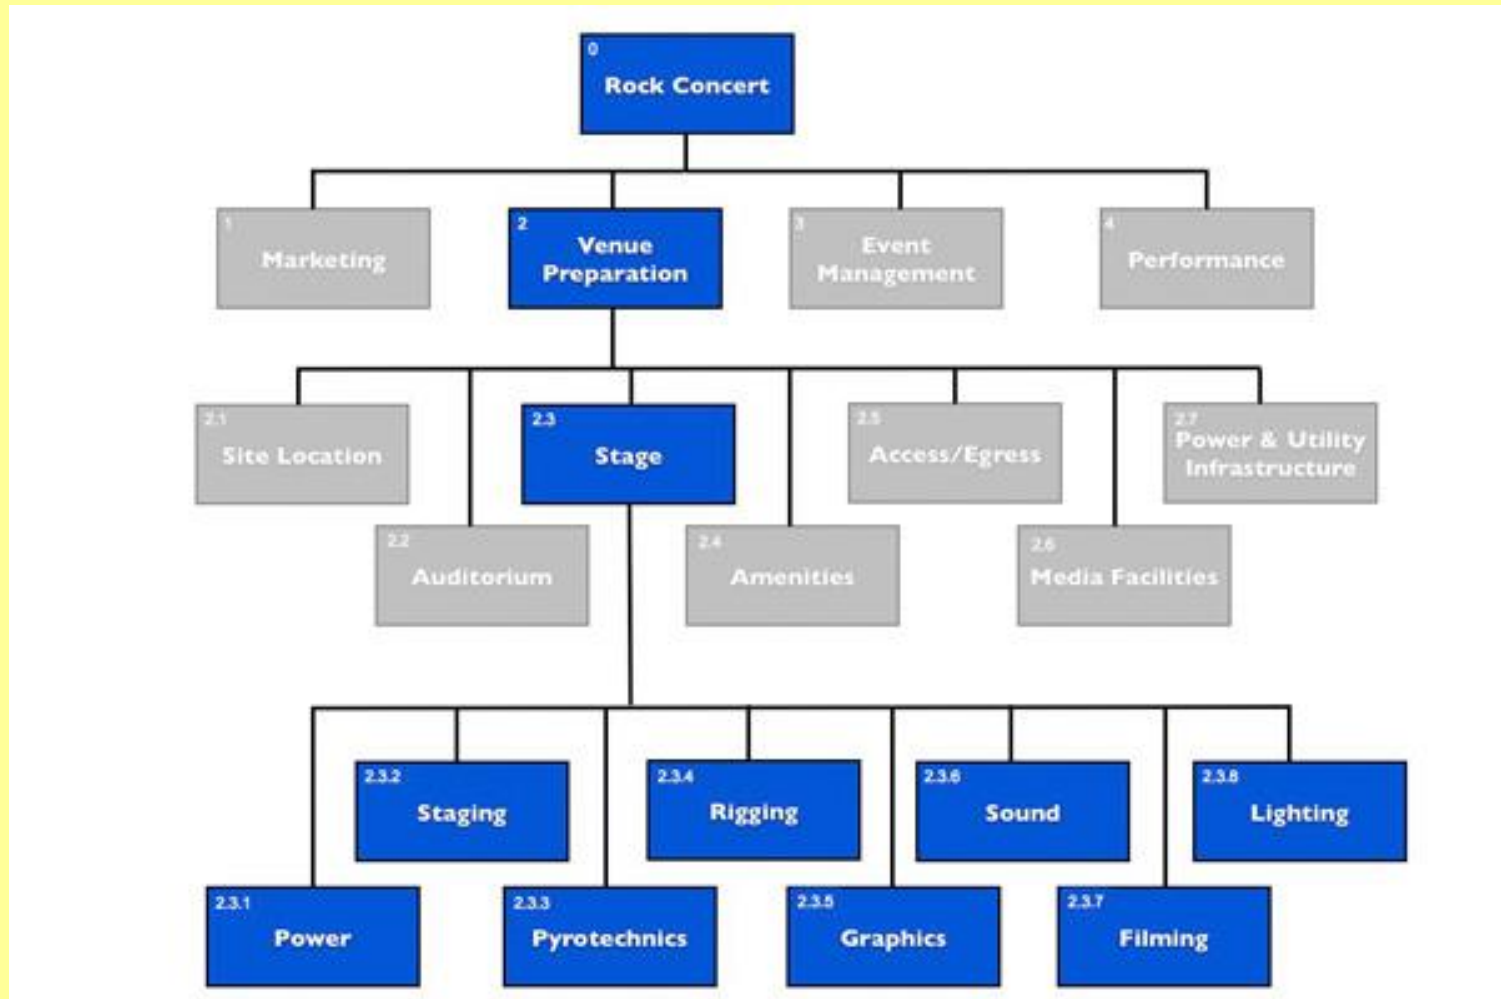 0
Rock Concert
1
Marketing
2
Venue
Preparation
3
Event
Management
4
Performance
2.1
Site Location
2.3
Stage
2.5
Access/Egress
2.7
Power & Utility
Infrastructure
2.2
Auditorium
2.4
Amenities
2.6
Media Facilities
2.3.2
Staging
2.3.4
Rigging
2.3.6
Sound
2.3.8
Lighting
2.3.1
Power
2.3.3
Pyrotechnics
2.3.5
Graphics
2.3.7
Filming